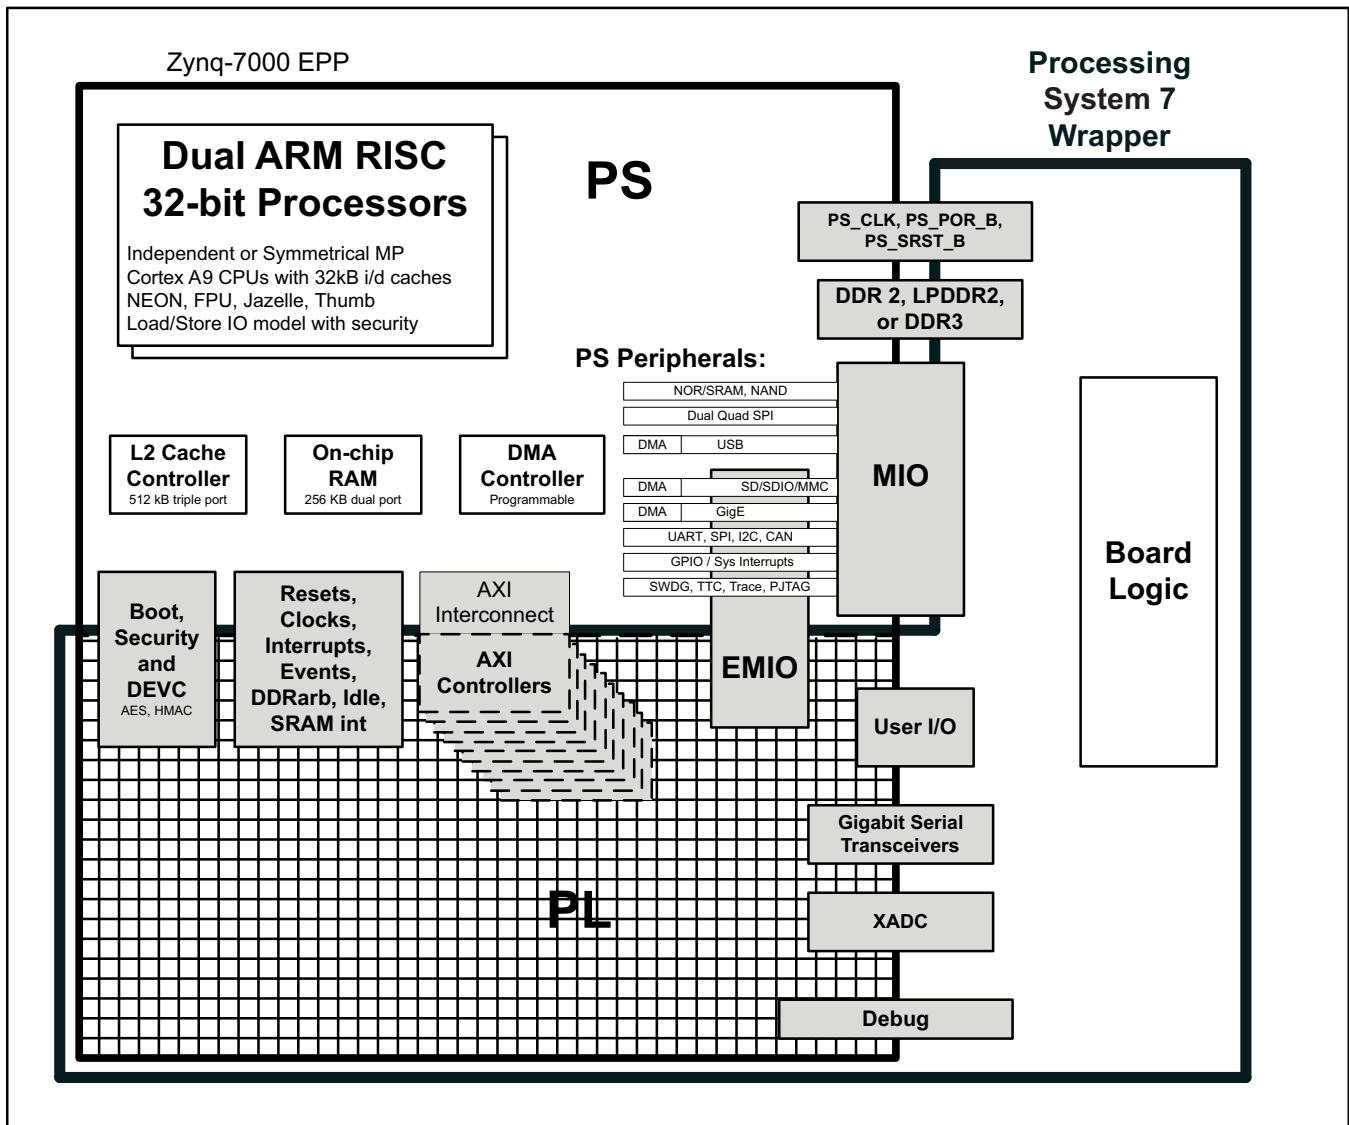 Zynq-7000 EPP
Processing
System 7
Wrapper
Dual ARM RISC
32-bit Processors
Independent or Symmetrical MP
Cortex A9 CPUs with 32kB i/d caches
NEON, FPU, Jazelle, Thumb
Load/Store IO model with security
PS
PS_CLK, PS_POR_B,
PS_SRST_B
DDR 2, LPDDR2,
or DDR3
PS Peripherals:
NOR/SRAM, NAND
Dual Quad SPI
DMA USB
DMA SD/SDIO/MMC
DMA GigE
UART, SPI, I2C, CAN
GPIO / Sys Interrupts
SWDG, TTC, Trace, PJTAG
MIO
L2 Cache
Controller
512 kB triple port
On-chip
RAM
256 KB dual port
DMA
Controller
Programmable
Board
Logic
Boot,
Security
and
DEVC
AES, HMAC
Resets,
Clocks,
Interrupts,
Events,
DDRarb, Idle,
SRAM int
AXI
Interconnect
AXI
Controllers
EMIO
User I/O
Gigabit Serial
Transceivers
PL
XADC
Debug